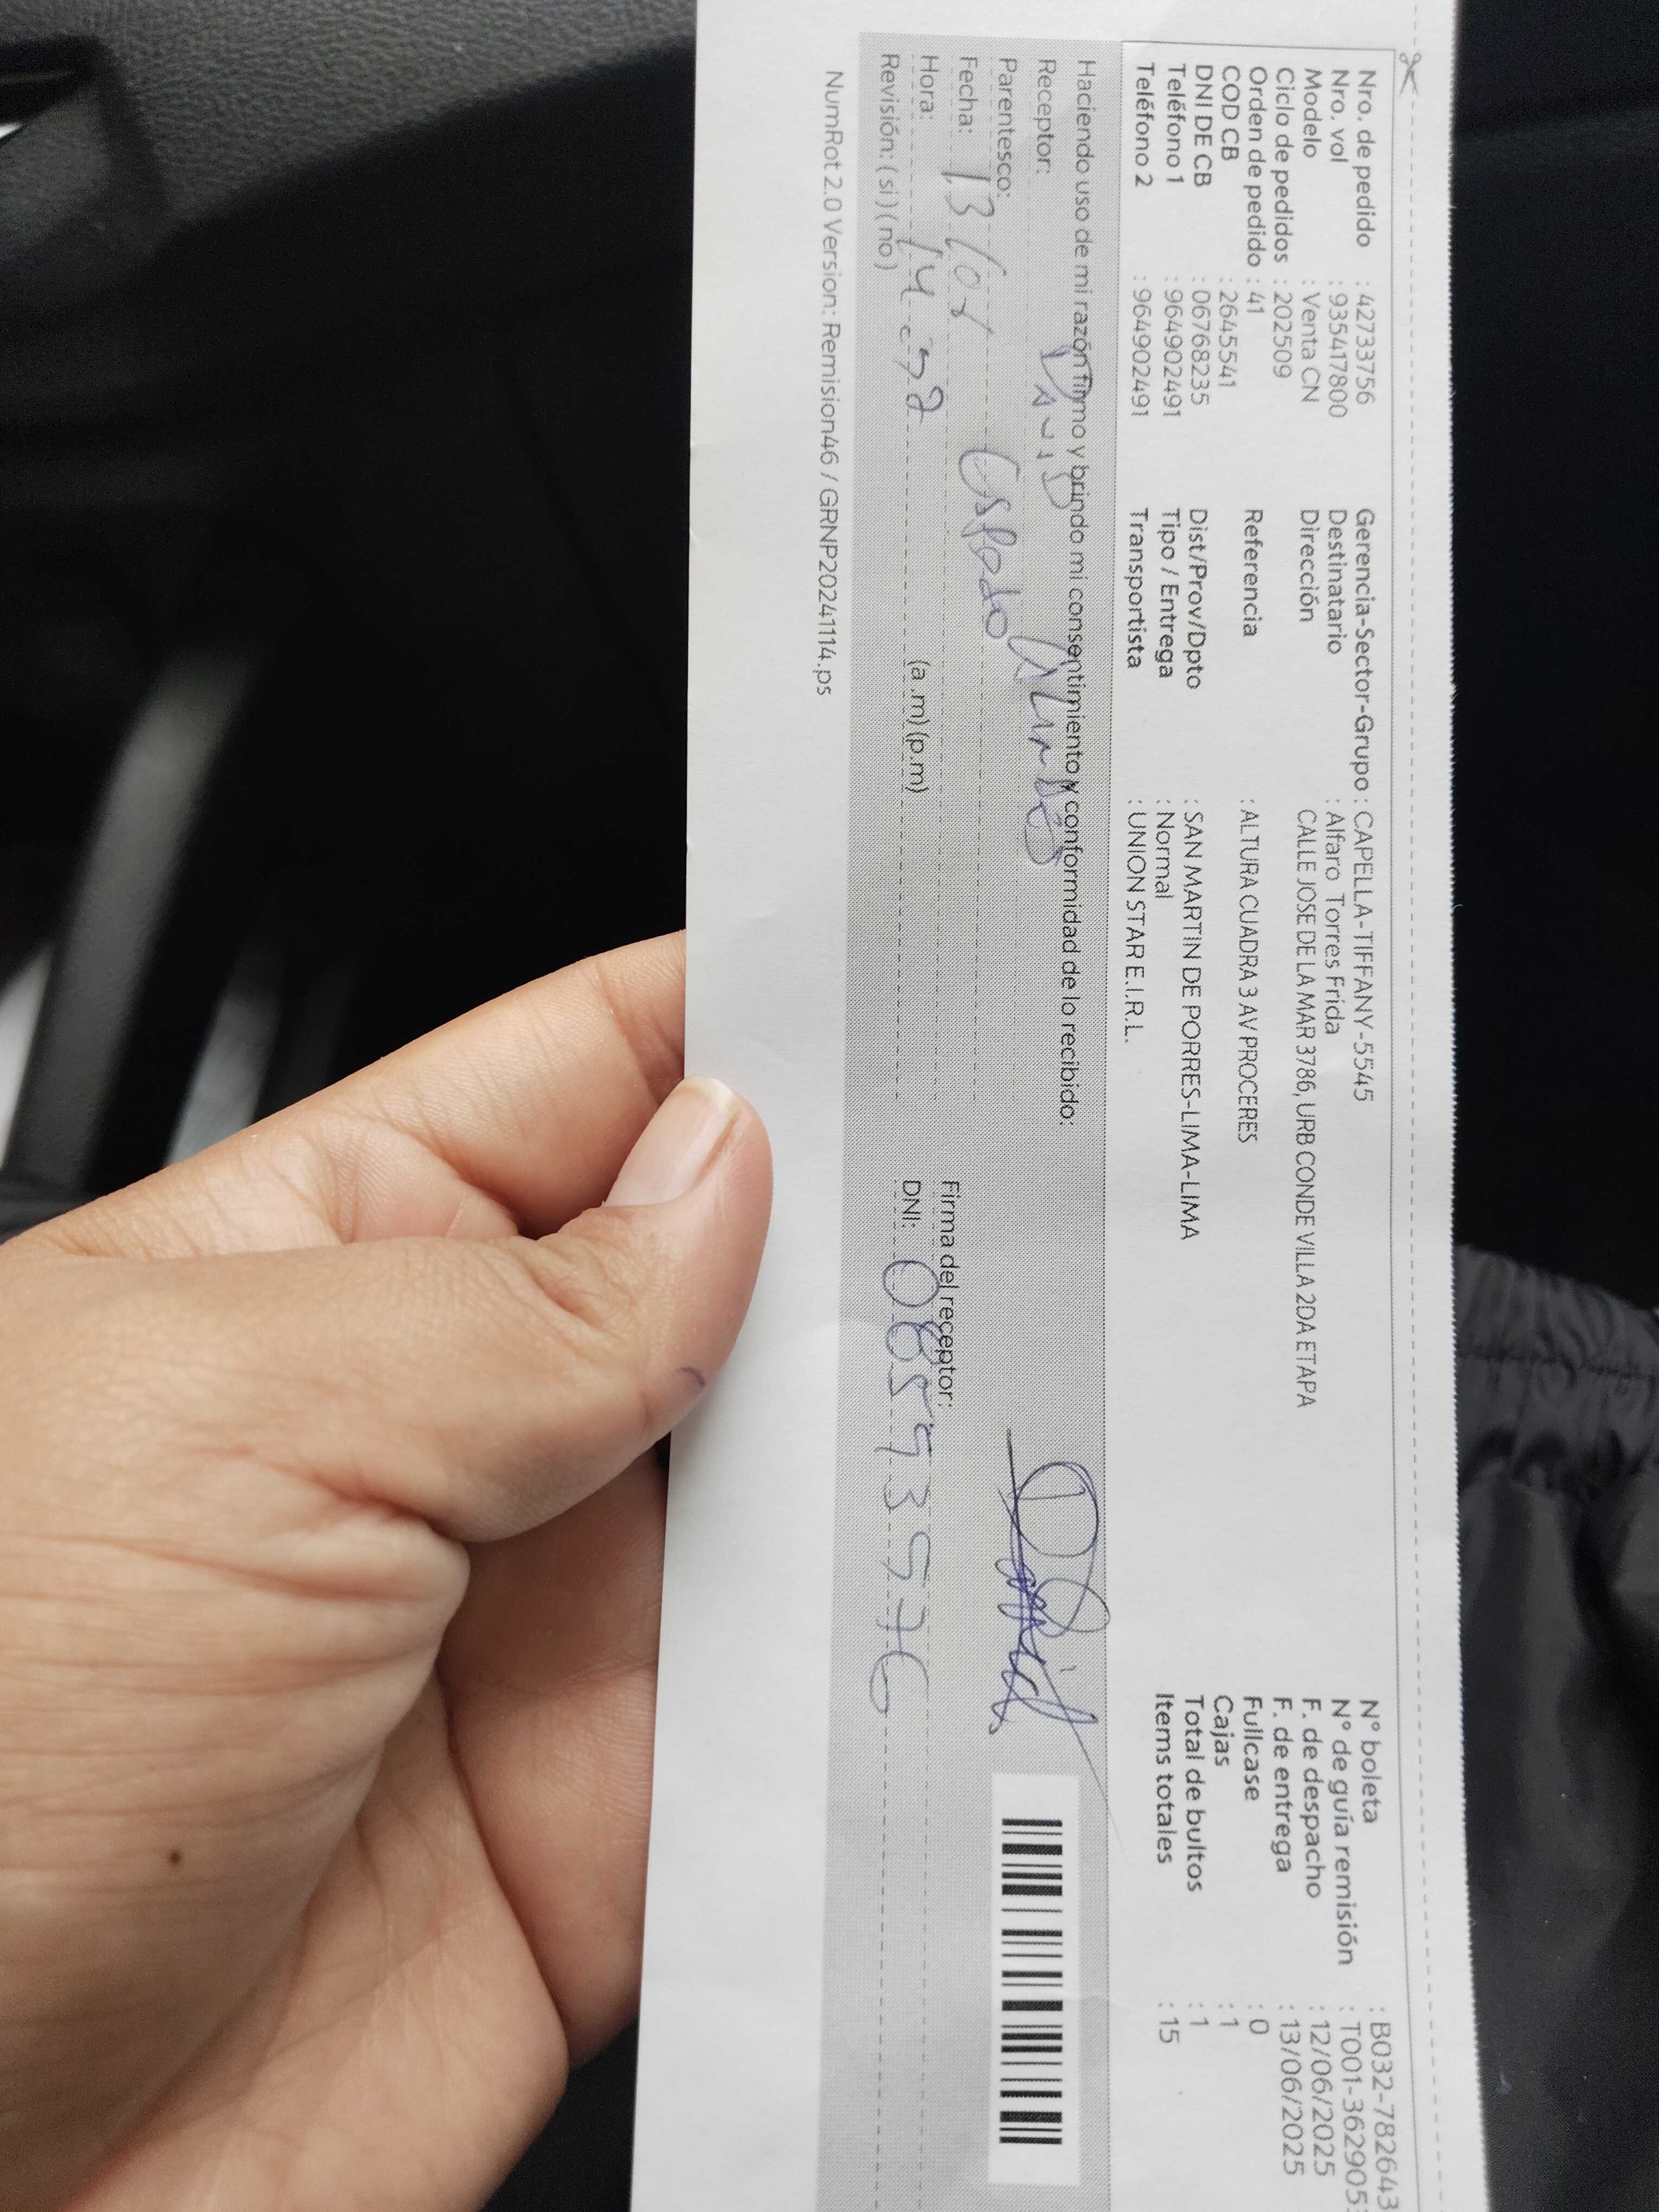 Nro. de pedido : 42733756
Nro. vol : 935417800
Modelo : Venta CN
Ciclo de pedidos : 202509
Orden de pedido : 41
COD CB : 2645541
DNI DE CB : 06768235
Teléfono 1 : 964902491
Teléfono 2 : 964902491
Gerencia-Sector-Grupo : CAPELLA-TIFFANY-5545
Destinatario : Alfaro Torres Frida
Dirección CALLE JOSE DE LA MAR 3786, URB CONDE VILLA 2DA ETAPA
Referencia : ALTURA CUADRA 3 AV PROCERES
Dist/Prov/Dpto : SAN MARTIN DE PORRES-LIMA-LIMA
Tipo / Entrega : Normal
Transportista : UNION STAR E.I.R.L.
N° boleta : B032-782643
N° de guía remisión : T001-362905
F. de despacho : 12/06/2025
F. de entrega : 13/06/2025
Fullcase : 0
Cajas : 1
Total de bultos : 1
Items totales : 15
Haciendo uso de mi razón firmo y brindo mi consentimiento y conformidad de lo recibido:
Receptor: David
Parentesco:
Fecha: 13/0
Hora: 14: (a.m) (p.m)
Revisión: (si) (no)
Firma del receptor: David
DNI: 08593576
NumRot 2.0 Version: Remision46 / GRNP20241114.ps